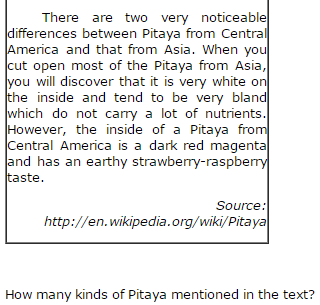 There are two very noticeable
differences between Pitaya from Central
America and that from Asia. When you
cut open most of the Pitaya from Asia,
you will discover that it is very white on
the inside and tend to be very bland
which do not carry a lot of nutrients.
However, the inside of a Pitaya from
Central America is a dark red magenta
and has an earthy strawberry-raspberry
taste.
Source:
http://en.wikipedia.org/wiki/Pitaya
How many kinds of Pitaya mentioned in the text?